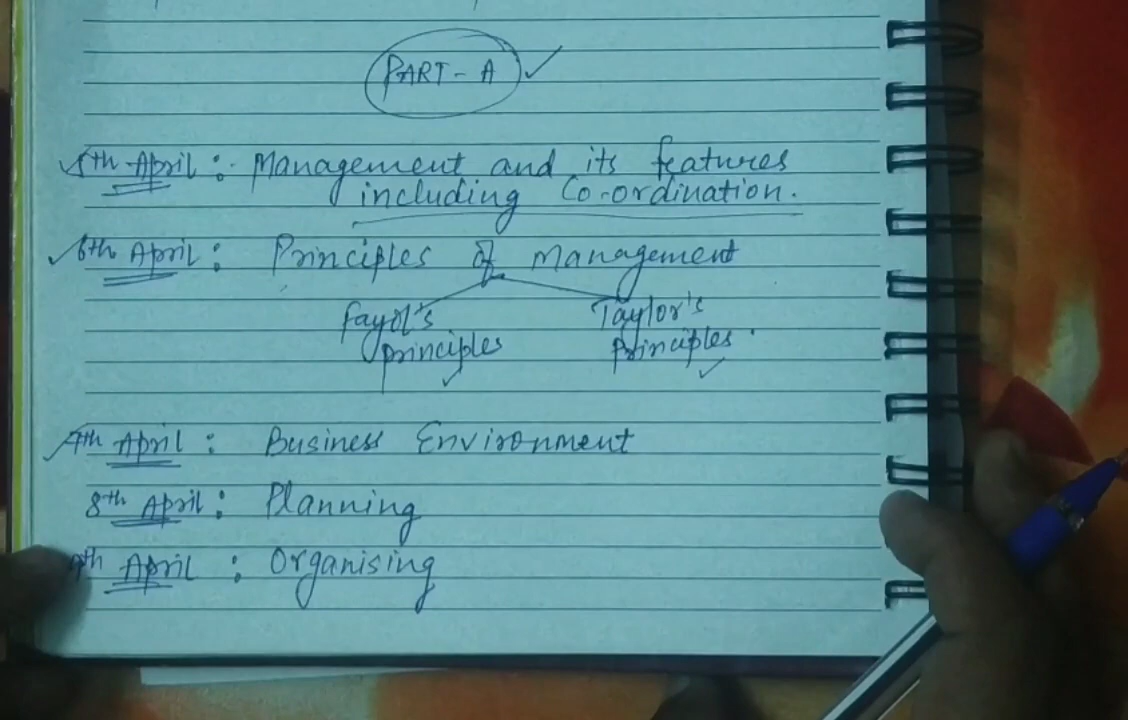 PART - A
5th April : Management and its features
including Co-ordination.
6th April : Principles of Management
Fayol's Taylor's
principles principles
7th April : Business Environment
8th April : Planning
9th April : Organising